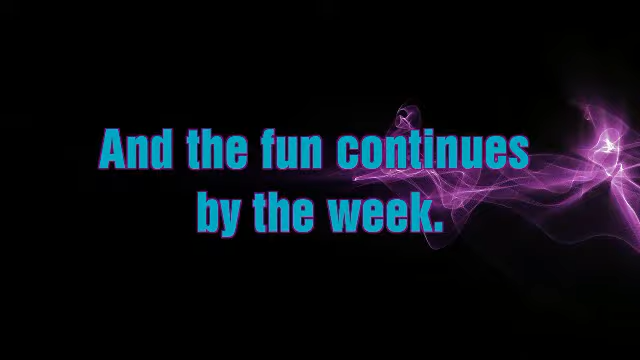 And the fun continues
by the week.